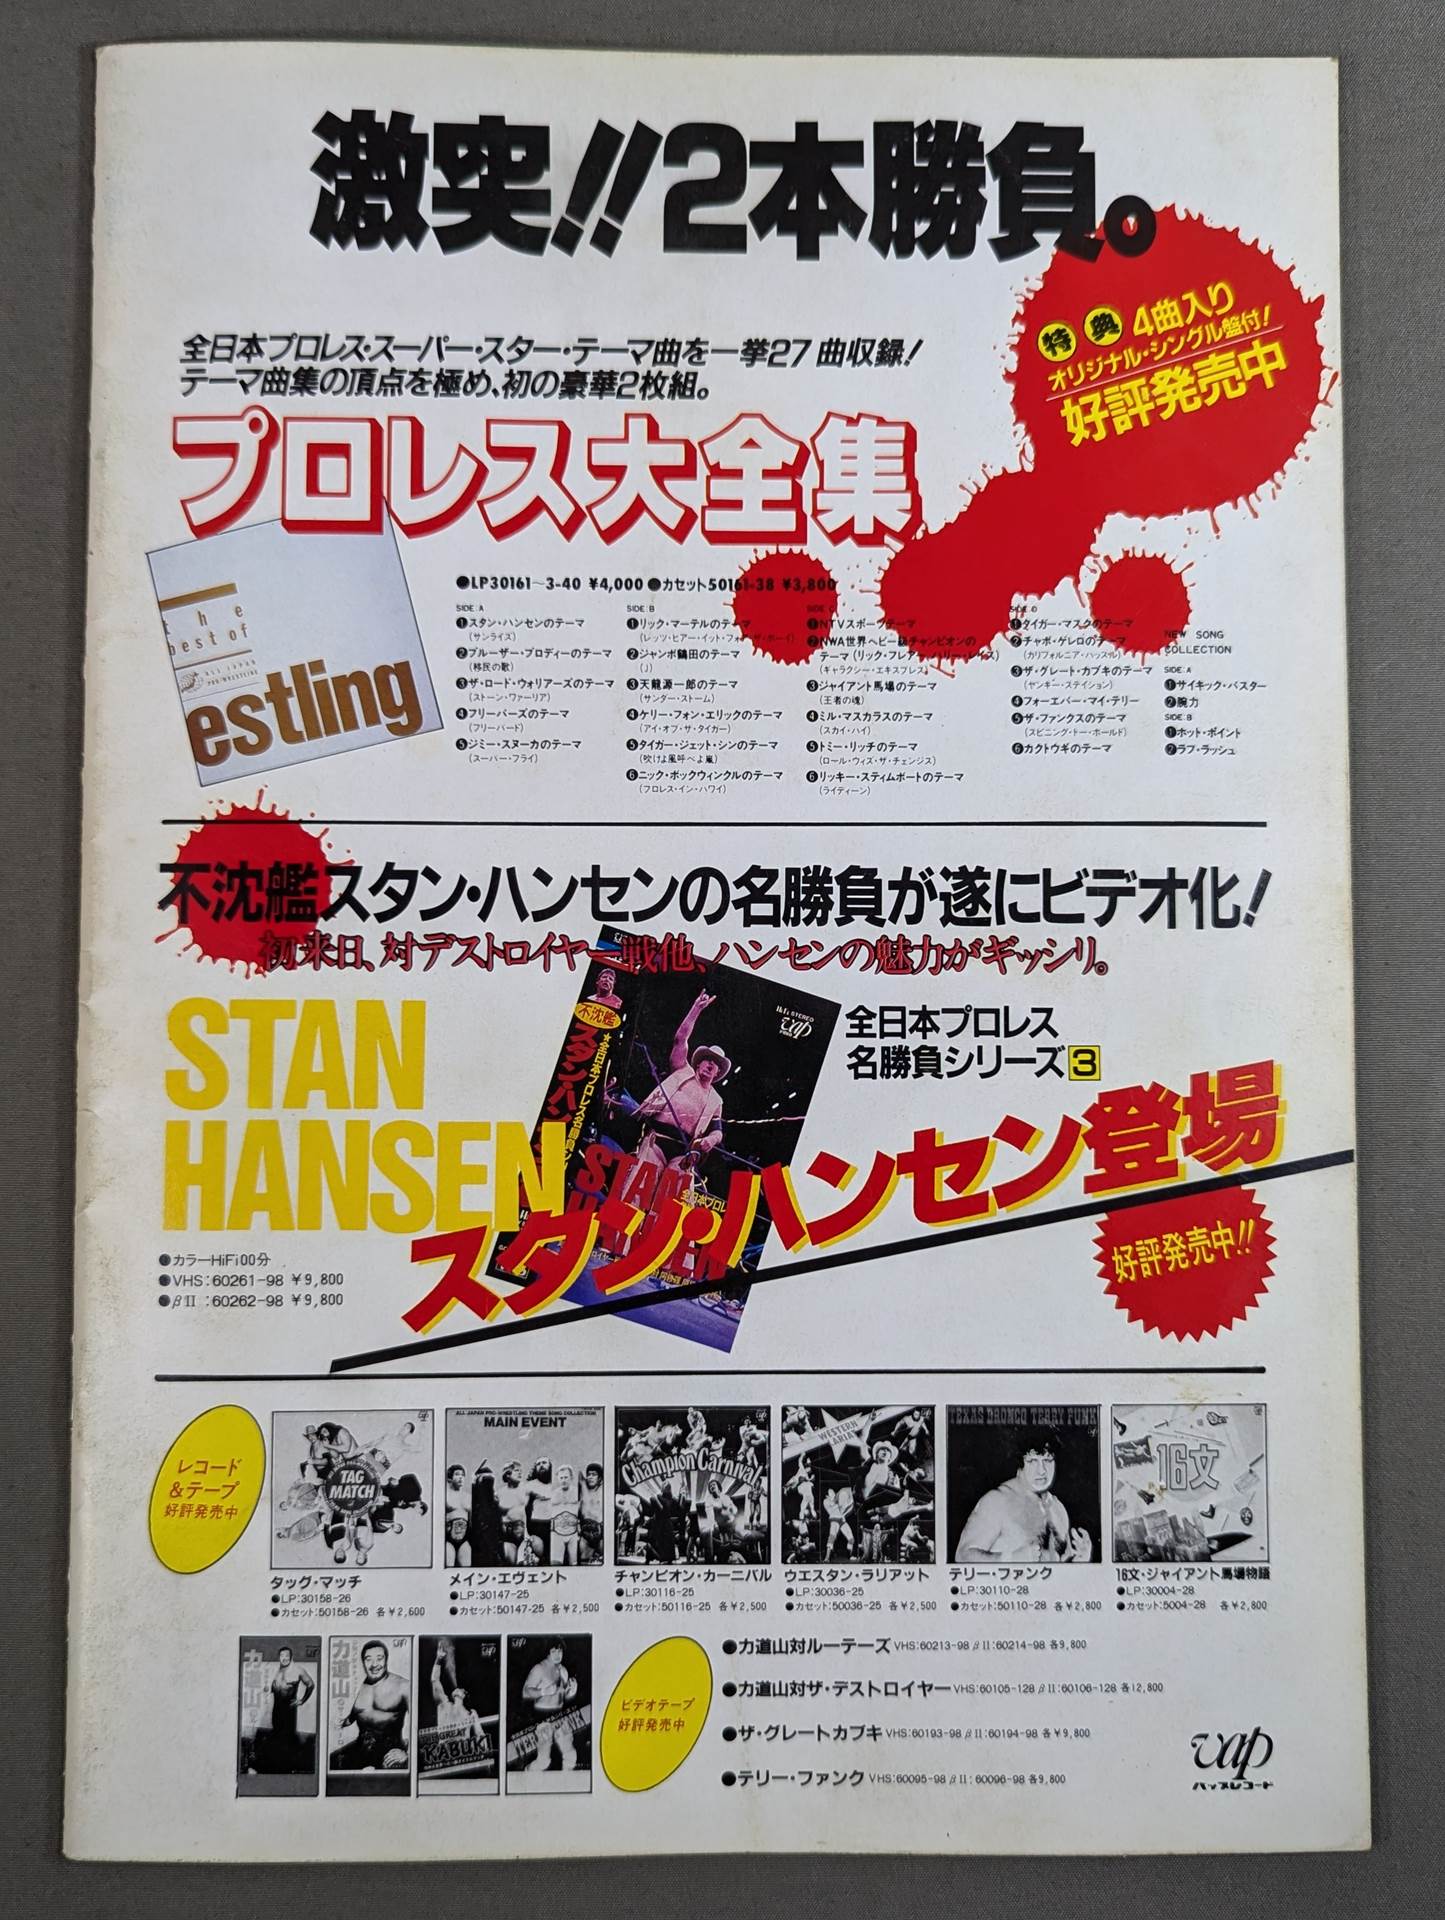 激突!!2本勝負。
特典 4曲入り
オリジナル・シングル盤付!
好評発売中
全日本プロレス・スーパー・スター・テーマ曲を一挙27曲収録!
テーマ曲集の頂点を極め、初の豪華2枚組。
プロレス大全集
the
best of
ALL JAPAN
PRO-WRESTLING
estling
●LP30161〜3-40 ¥4,000 ●カセット50161-38 ¥3,800
SIDE:A
❶スタン・ハンセンのテーマ
(サンライズ)
❷ブルーザー・ブロディーのテーマ
(移民の歌)
❸ザ・ロード・ウォリアーズのテーマ
(ストーン・ウァーリア)
❹フリーバーズのテーマ
(フリーバード)
❺ジミー・スヌーカのテーマ
(スーパー・フライ)
SIDE:B
❶リック・マーテルのテーマ
(レッツ・ヒアー・イット・フォア・ザ・ボーイ)
❷ジャンボ鶴田のテーマ
(J)
❸天龍源一郎のテーマ
(サンダー・ストーム)
❹ケリー・フォン・エリックのテーマ
(アイ・オブ・ザ・タイガー)
❺タイガー・ジェット・シンのテーマ
(吹けよ風呼べよ嵐)
❻ニック・ボックウィンクルのテーマ
(プロレス・イン・ハワイ)
SIDE:C
❶NTVスポーツテーマ
❷NWA世界ヘビー級チャンピオンの
テーマ(リック・フレアー、ハリー・レイス)
(ギャラクシー・エキスプレス)
❸ジャイアント馬場のテーマ
(王者の魂)
❹ミル・マスカラスのテーマ
(スカイ・ハイ)
❺トミー・リッチのテーマ
(ロール・ウィズ・ザ・チェンジス)
❻リッキー・スティムボートのテーマ
(ライディーン)
SIDE:D
❶タイガー・マスクのテーマ
❷チャボ・ゲレロのテーマ
(カリフォルニア・ハッスル)
❸ザ・グレート・カブキのテーマ
(ヤンキー・ステイション)
❹フォーエバー・マイ・テリー
❺ザ・ファンクスのテーマ
(スピニング・トー・ホールド)
❻カクトウギのテーマ
NEW SONG
COLLECTION
SIDE:A
❶サイキック・バスター
❷腕力
SIDE:B
❶ホット・ポイント
❷ラフ・ラッシュ
不沈艦スタン・ハンセンの名勝負が遂にビデオ化!
初来日、対デストロイヤー戦他、ハンセンの魅力がギッシリ。
STAN
HANSEN
不沈艦
Hi-Fi STEREO
vap
全日本プロレス
名勝負シリーズ3
スタン・ハンセン登場
好評発売中!!
●カラーHiFi00分
●VHS:60261-98 ¥9,800
●βII:60262-98 ¥9,800
レコード
&テープ
好評発売中
TAG
MATCH
ALL JAPAN PRO-WRESTLING THEME SONG COLLECTION
MAIN EVENT
Champion Carnival
WESTERN
ARIAT
TEXAS BRONCO TERRY FUNK
16文
タッグ・マッチ
●LP:30158-26
●カセット:50158-26 各¥2,600
メイン・エヴェント
●LP:30147-25
●カセット:50147-25 各¥2,500
チャンピオン・カーニバル
●LP:30116-25
●カセット:50116-25 各¥2,500
ウエスタン・ラリアット
●LP:30036-25
●カセット:50036-25 各¥2,500
テリー・ファンク
●LP:30110-28
●カセット:50110-28 各¥2,800
16文・ジャイアント馬場物語
●LP:30004-28
●カセット:5004-28 各¥2,800
力道山
力道山
THE GREAT
KABUKI
ビデオテープ
好評発売中
●力道山対ルーテーズ VHS:60213-98 βII:60214-98 各9,800
●力道山対ザ・デストロイヤー VHS:60105-128 βII:60106-128 各12,800
●ザ・グレートカブキ VHS:60193-98 βII:60194-98 各¥9,800
●テリー・ファンク VHS:60095-98 βII:60096-98 各9,800
vap
バップレコード